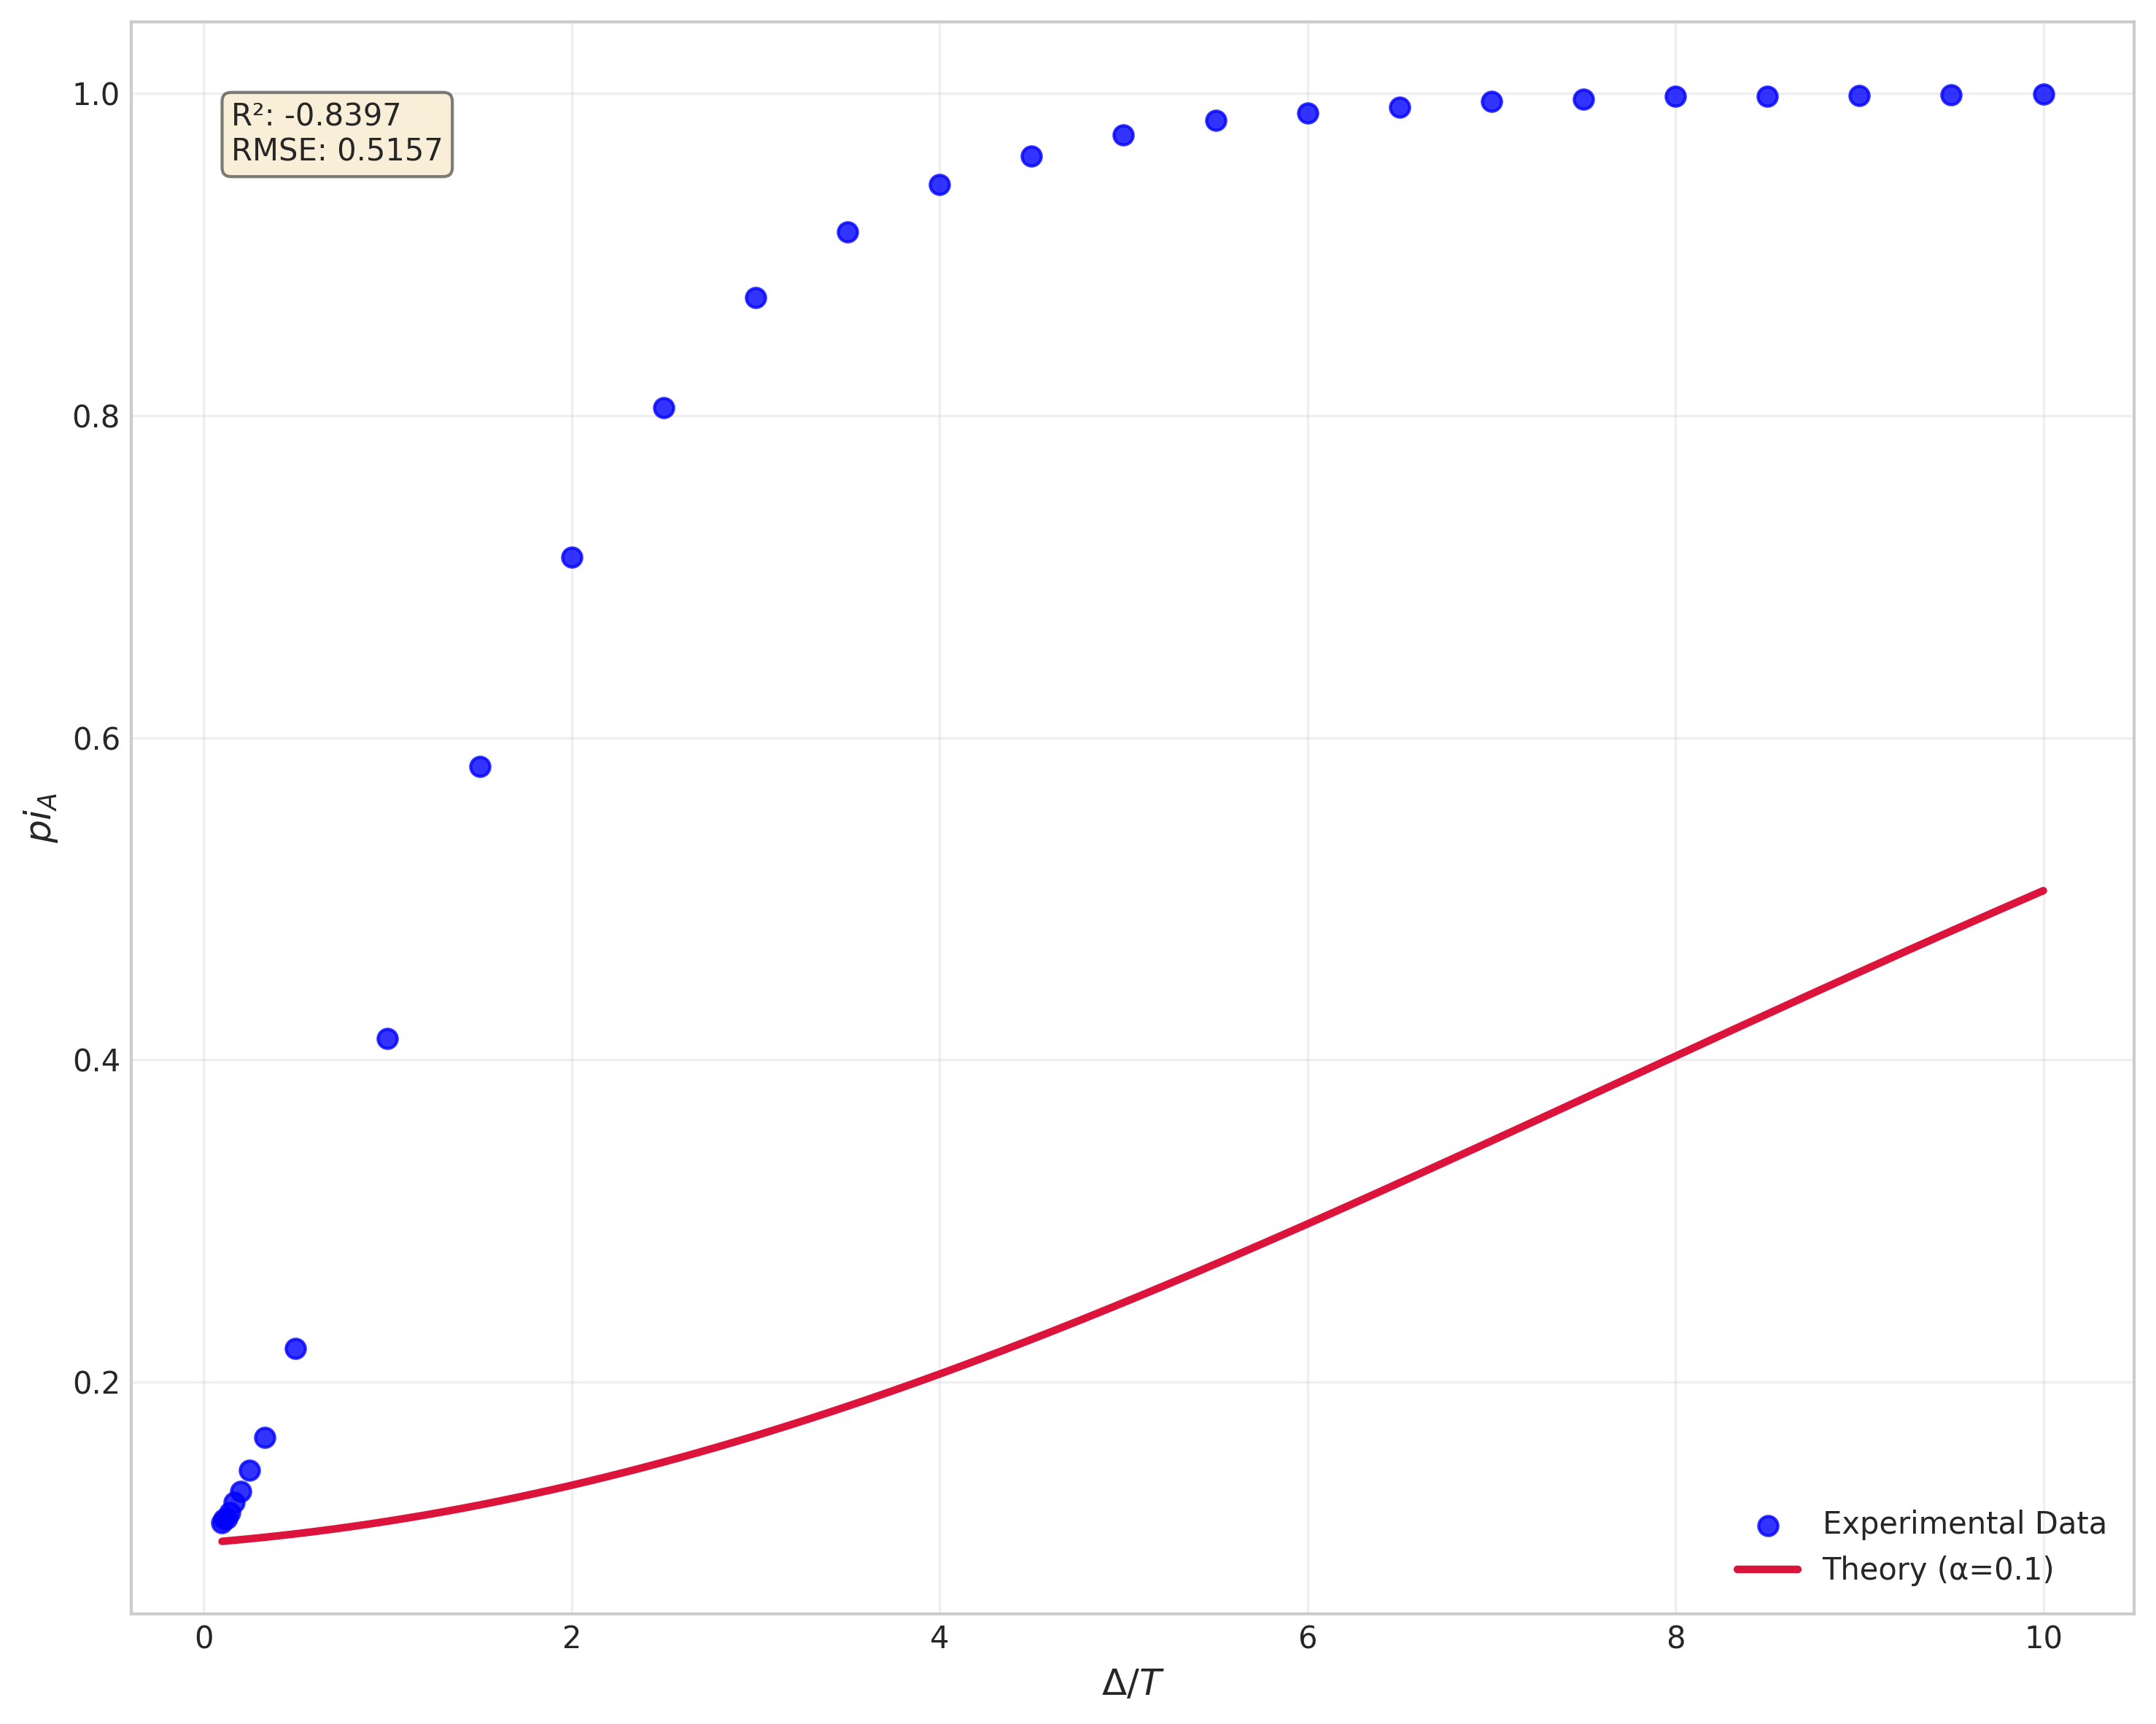 R²: -0.8397
RMSE: 0.5157
1.0
0.8
0.6
0.4
0.2
pi_A
0 2 4 6 8 10
Δ/T
Experimental Data
Theory (α=0.1)